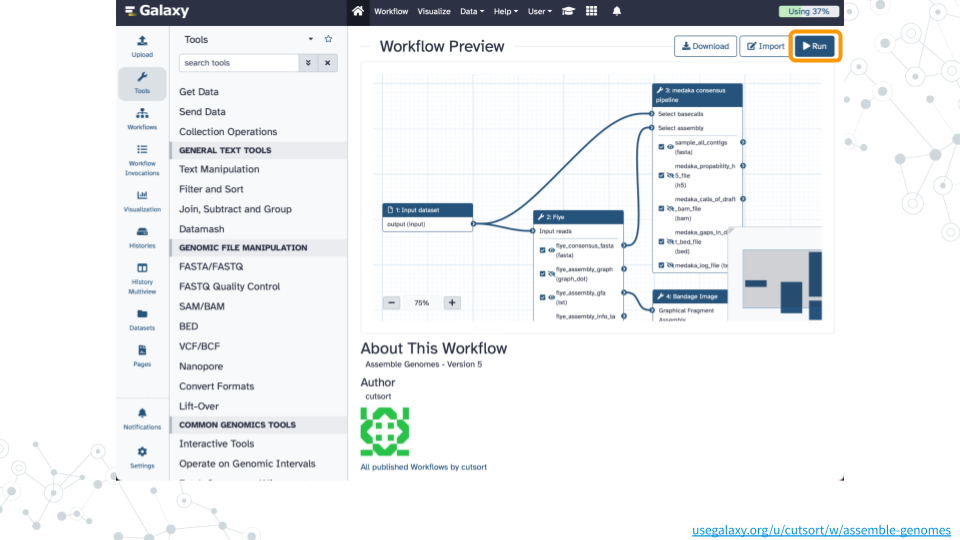 Galaxy
Workflow Visualize Data Help User
Using 37%
Upload
Tools
Workflows
Workflow
Invocations
Visualization
Histories
History
Multiview
Datasets
Pages
Notifications
Settings
Tools
search tools
Get Data
Send Data
Collection Operations
GENERAL TEXT TOOLS
Text Manipulation
Filter and Sort
Join, Subtract and Group
Datamash
GENOMIC FILE MANIPULATION
FASTA/FASTQ
FASTQ Quality Control
SAM/BAM
BED
VCF/BCF
Nanopore
Convert Formats
Lift-Over
COMMON GENOMICS TOOLS
Interactive Tools
Operate on Genomic Intervals
Workflow Preview
Download
Import
Run
1: Input dataset
output (input)
2: Flye
Input reads
flye_consensus_fasta
(fasta)
flye_assembly_graph
(graph_dot)
flye_assembly_gfa
(txt)
flye_assembly_info_ta
3: medaka consensus
pipeline
Select basecalls
Select assembly
sample_all_contigs
(fasta)
medaka_propability_h
5_file
(h5)
medaka_calls_of_draft
_bam_file
(bam)
medaka_gaps_in_d
t_bed_file
(bed)
medaka_log_file (tx
4: Bandage Image
Graphical Fragment
Assembly
75%
About This Workflow
Assemble Genomes - Version 5
Author
cutsort
All published Workflows by cutsort
usegalaxy.org/u/cutsort/w/assemble-genomes